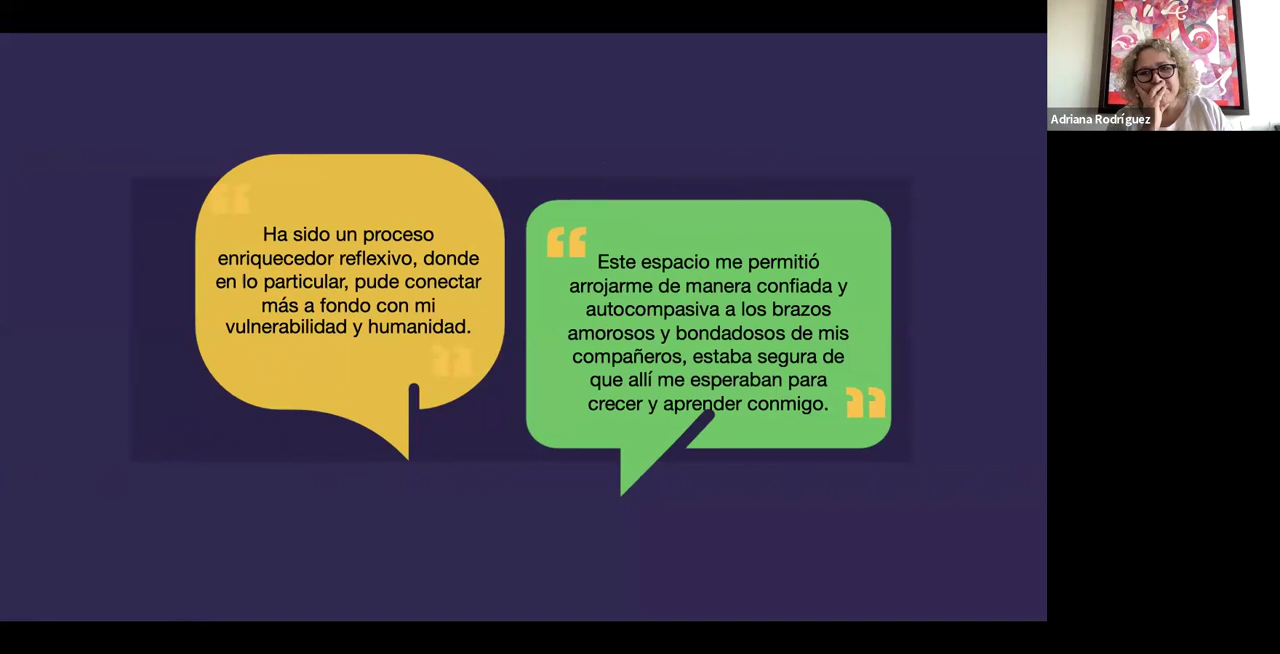 Ha sido un proceso
enriquecedor reflexivo, donde
en lo particular, pude conectar
más a fondo con mi
vulnerabilidad y humanidad.
Este espacio me permitió
arrojarme de manera confiada y
autocompasiva a los brazos
amorosos y bondadosos de mis
compañeros, estaba segura de
que allí me esperaban para
crecer y aprender conmigo.
Adriana Rodríguez